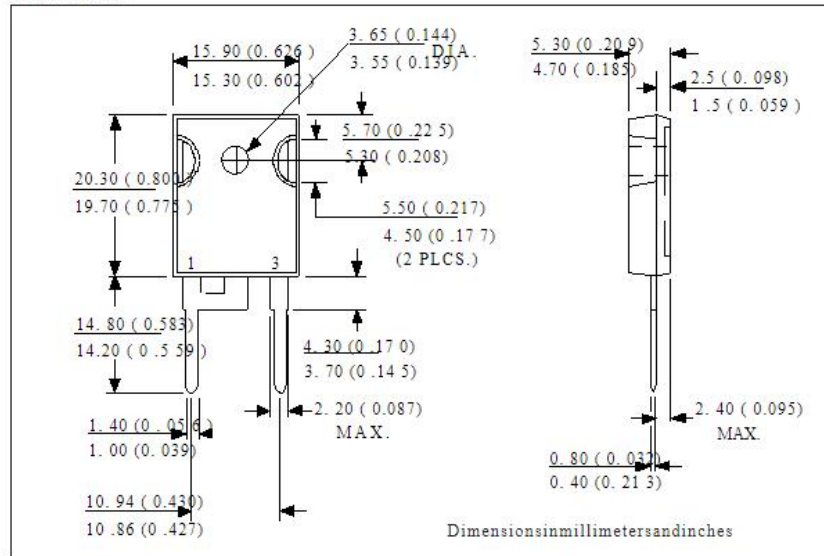 3.65 ( 0.144)
DIA.
3.55 ( 0.139)
15.90 (0.626 )
15.30 ( 0.602 )
5.30 (0 .20 9)
4.70 ( 0.185)
2.5 ( 0.098)
1 .5 ( 0.059 )
5. 70 (0 .22 5)
5.30 ( 0.208)
20.30 ( 0.800 )
19.70 ( 0.775 )
5.50 ( 0.217)
4. 50 (0 .17 7)
(2 PLCS.)
1
3
14. 80 ( 0.583)
14.20 ( 0 .5 59 )
4. 30 (0 .17 0)
3. 70 (0 .14 5)
2. 20 ( 0.087)
MAX.
2. 40 ( 0.095)
MAX.
1. 40 ( 0 .05 6 )
1. 00 (0. 039)
0. 80 ( 0. 032)
0. 40 (0. 21 3)
10. 94 ( 0.430)
10 .86 ( 0.427)
Dimensionsinmillimetersandinches